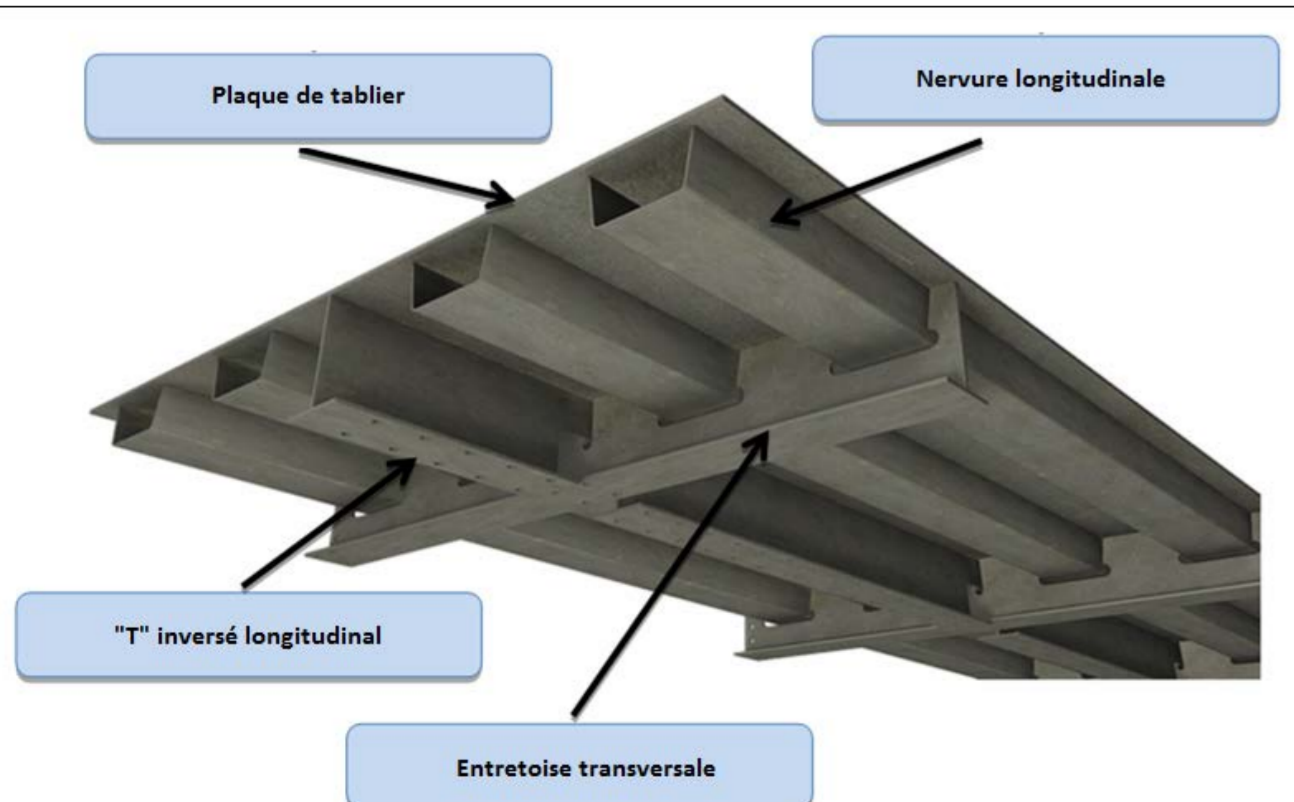 Plaque de tablier
Nervure longitudinale
"T" inversé longitudinal
Entretoise transversale